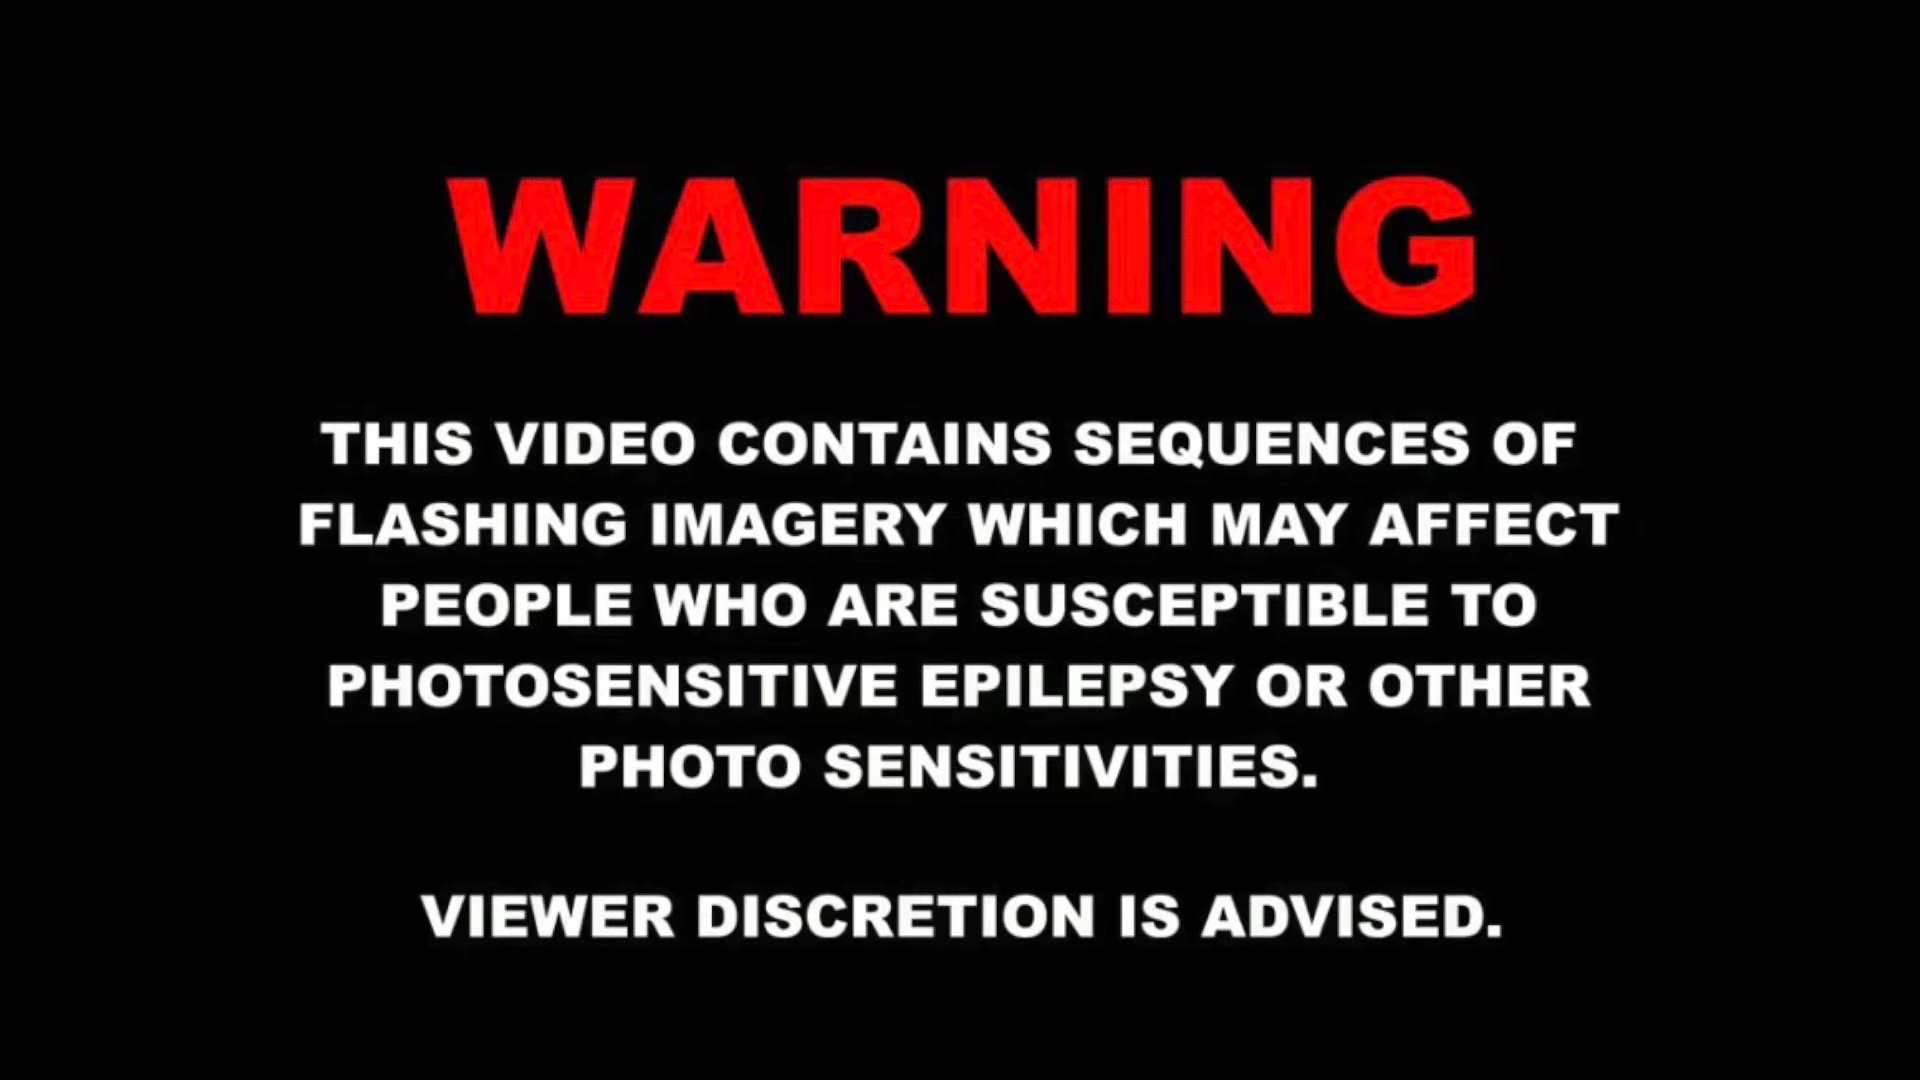 WARNING
THIS VIDEO CONTAINS SEQUENCES OF
FLASHING IMAGERY WHICH MAY AFFECT
PEOPLE WHO ARE SUSCEPTIBLE TO
PHOTOSENSITIVE EPILEPSY OR OTHER
PHOTO SENSITIVITIES.
VIEWER DISCRETION IS ADVISED.